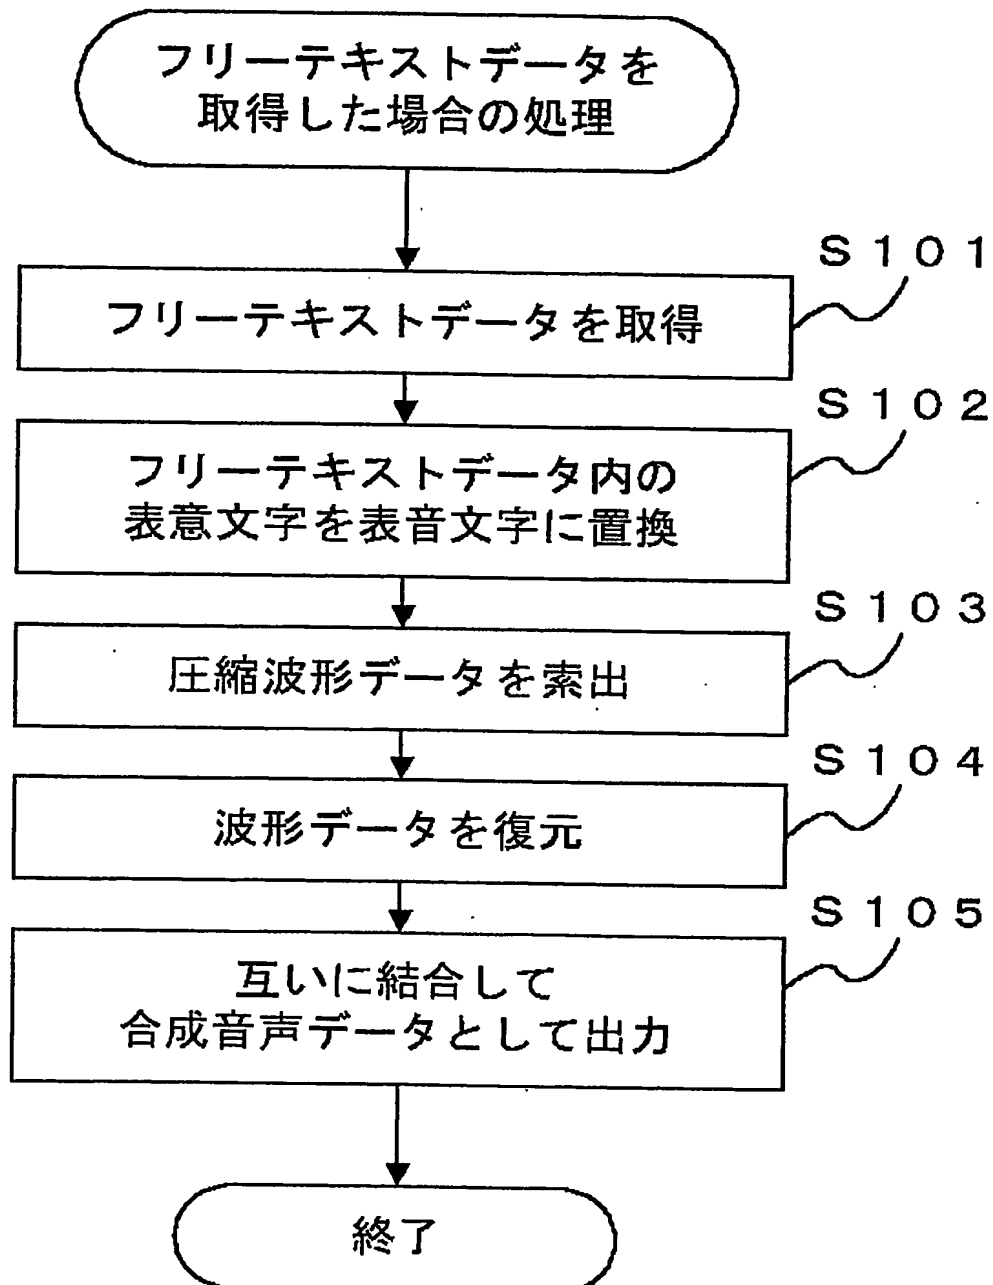 フリーテキストデータを
取得した場合の処理
Ｓ１０１
フリーテキストデータを取得
Ｓ１０２
フリーテキストデータ内の
表意文字を表音文字に置換
Ｓ１０３
圧縮波形データを索出
Ｓ１０４
波形データを復元
Ｓ１０５
互いに結合して
合成音声データとして出力
終了